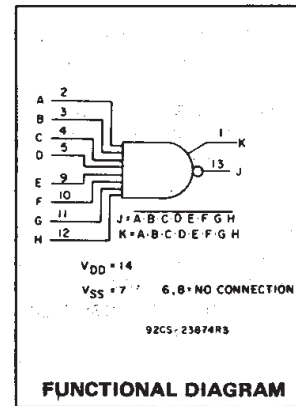 A 2
B 3
C 4
D 5
E 9
F 10
G 11
H 12
1 K
13 J
J=A·B·C·D·E·F·G·H
K=A·B·C·D·E·F·G·H
VDD = 14
VSS = 7 6,8= NO CONNECTION
92CS-23874R3
FUNCTIONAL DIAGRAM